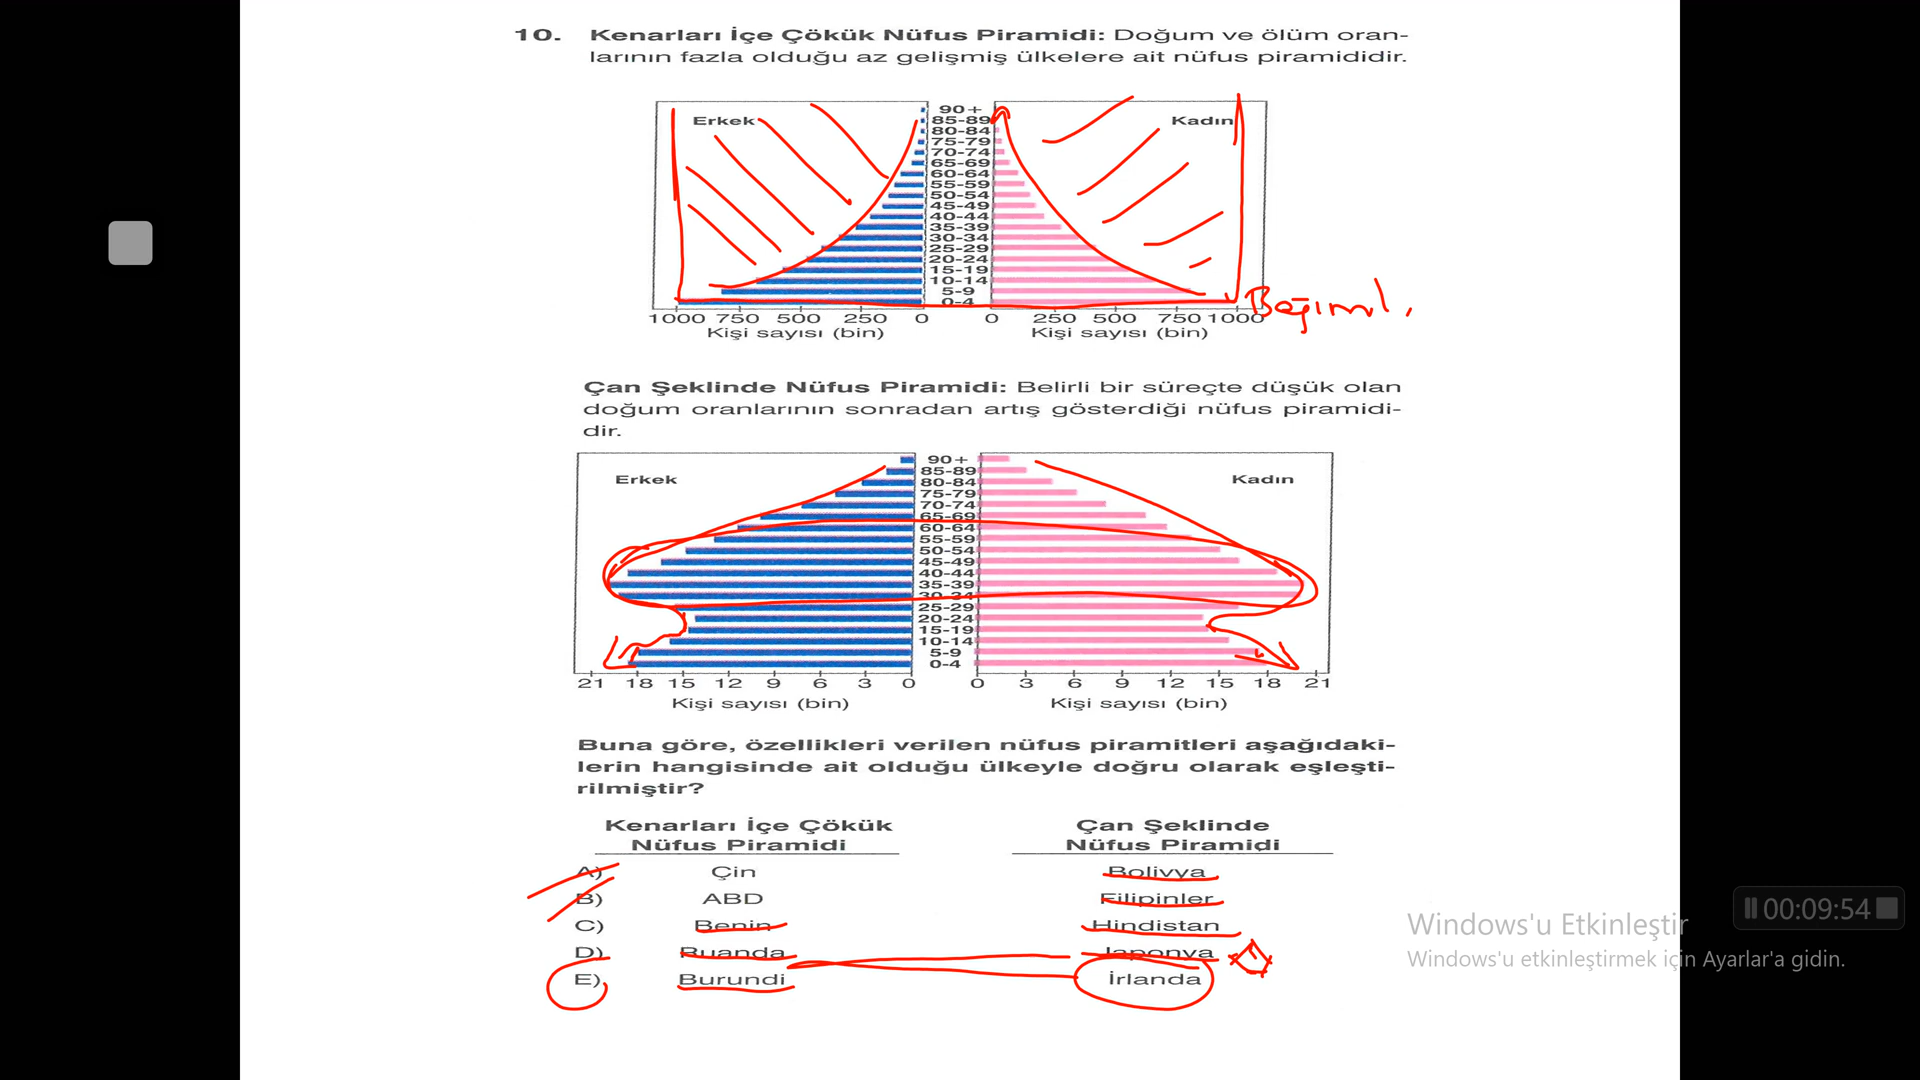 10. Kenarları İçe Çökük Nüfus Piramidi: Doğum ve ölüm oran-
larının fazla olduğu az gelişmiş ülkelere ait nüfus piramididir.
Erkek
Kadın
90+
85-89
80-84
75-79
70-74
65-69
60-64
55-59
50-54
45-49
40-44
35-39
30-34
25-29
20-24
15-19
10-14
5-9
0-4
1000 750 500 250 0 0 250 500 750 1000
Kişi sayısı (bin) Kişi sayısı (bin)
Bağıml.
Çan Şeklinde Nüfus Piramidi: Belirli bir süreçte düşük olan
doğum oranlarının sonradan artış gösterdiği nüfus piramidi-
dir.
Erkek
Kadın
90+
85-89
80-84
75-79
70-74
65-69
60-64
55-59
50-54
45-49
40-44
35-39
30-34
25-29
20-24
15-19
10-14
5-9
0-4
21 18 15 12 9 6 3 0 0 3 6 9 12 15 18 21
Kişi sayısı (bin) Kişi sayısı (bin)
Buna göre, özellikleri verilen nüfus piramitleri aşağıdaki-
lerin hangisinde ait olduğu ülkeyle doğru olarak eşleşti-
rilmiştir?
Kenarları İçe Çökük Çan Şeklinde
Nüfus Piramidi Nüfus Piramidi
A) Çin Bolivya
B) ABD Filipinler
C) Benin Hindistan
D) Ruanda Japonya
E) Burundi İrlanda
Windows'u Etkinleştir
Windows'u etkinleştirmek için Ayarlar'a gidin.
00:09:54